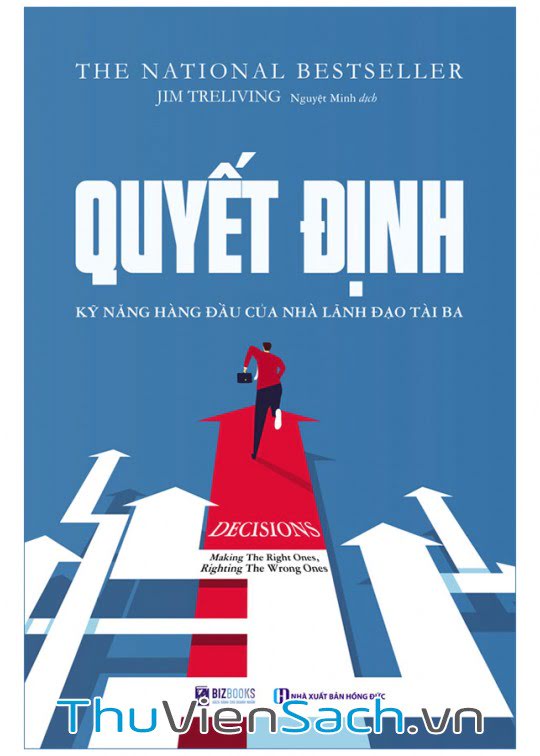 THE NATIONAL BESTSELLER
JIM TRELIVING Nguyệt Minh dịch
QUYẾT ĐỊNH
KỸ NĂNG HÀNG ĐẦU CỦA NHÀ LÃNH ĐẠO TÀI BA
DECISIONS
Making The Right Ones,
Righting The Wrong Ones
BIZBOOKS NHÀ XUẤT BẢN HỒNG ĐỨC
ThuVienSach.vn